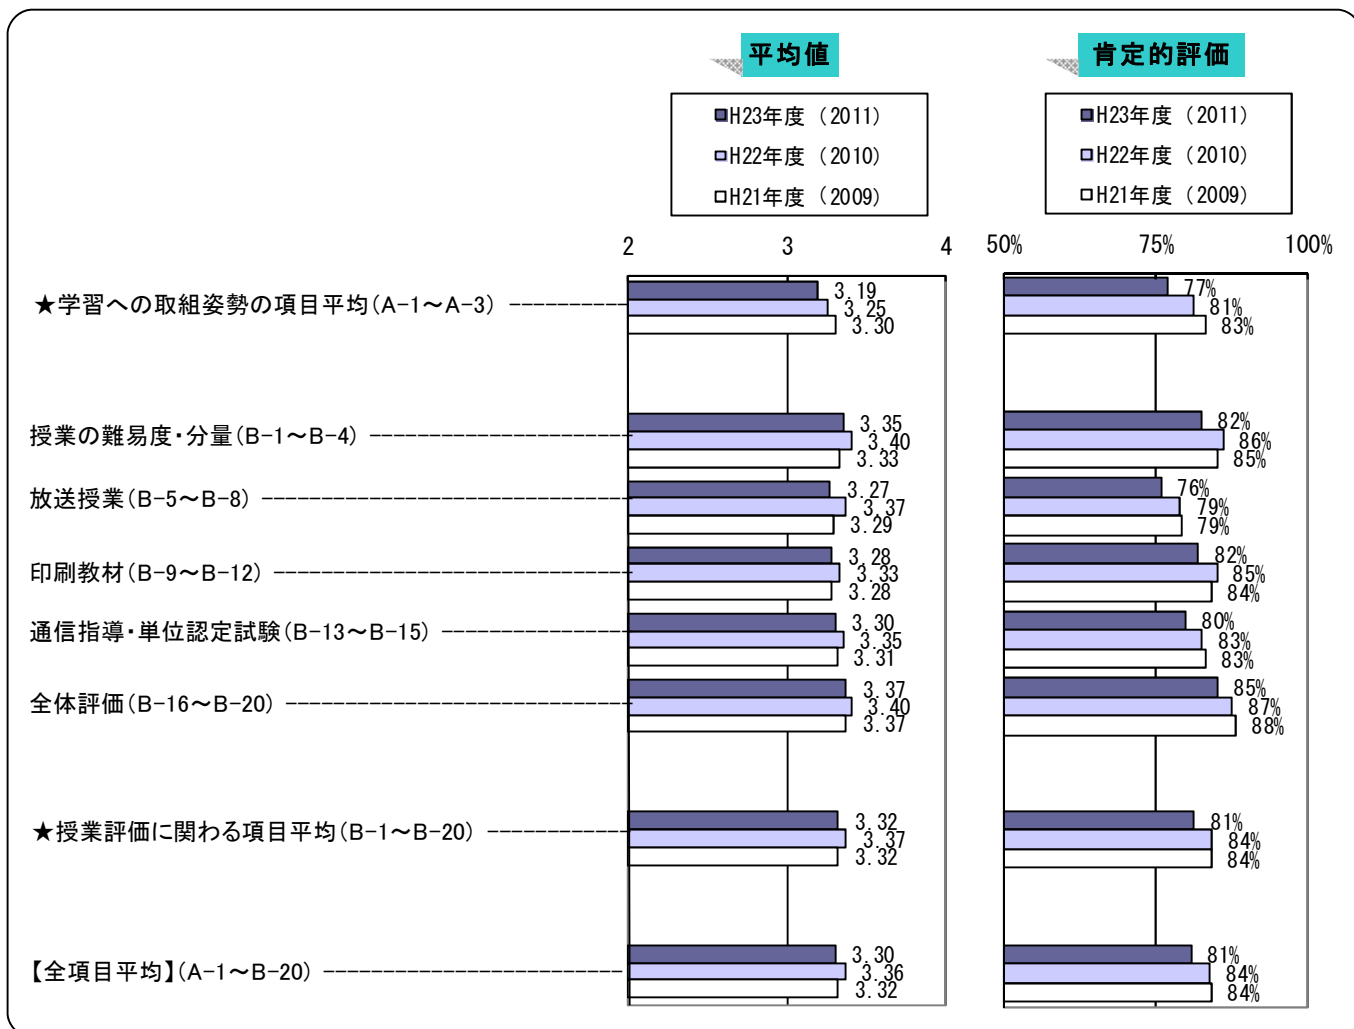 平均値
肯定的評価
H23年度（2011）
H22年度（2010）
H21年度（2009）
H23年度（2011）
H22年度（2010）
H21年度（2009）
2 3 4
50% 75% 100%
★学習への取組姿勢の項目平均(A-1～A-3)
3.19
3.25
3.30
77%
81%
83%
授業の難易度・分量(B-1～B-4)
3.35
3.40
3.33
82%
86%
85%
放送授業(B-5～B-8)
3.27
3.37
3.29
76%
79%
79%
印刷教材(B-9～B-12)
3.28
3.33
3.28
82%
85%
84%
通信指導・単位認定試験(B-13～B-15)
3.30
3.35
3.31
80%
83%
83%
全体評価(B-16～B-20)
3.37
3.40
3.37
85%
87%
88%
★授業評価に関わる項目平均(B-1～B-20)
3.32
3.37
3.32
81%
84%
84%
【全項目平均】(A-1～B-20)
3.30
3.36
3.32
81%
84%
84%